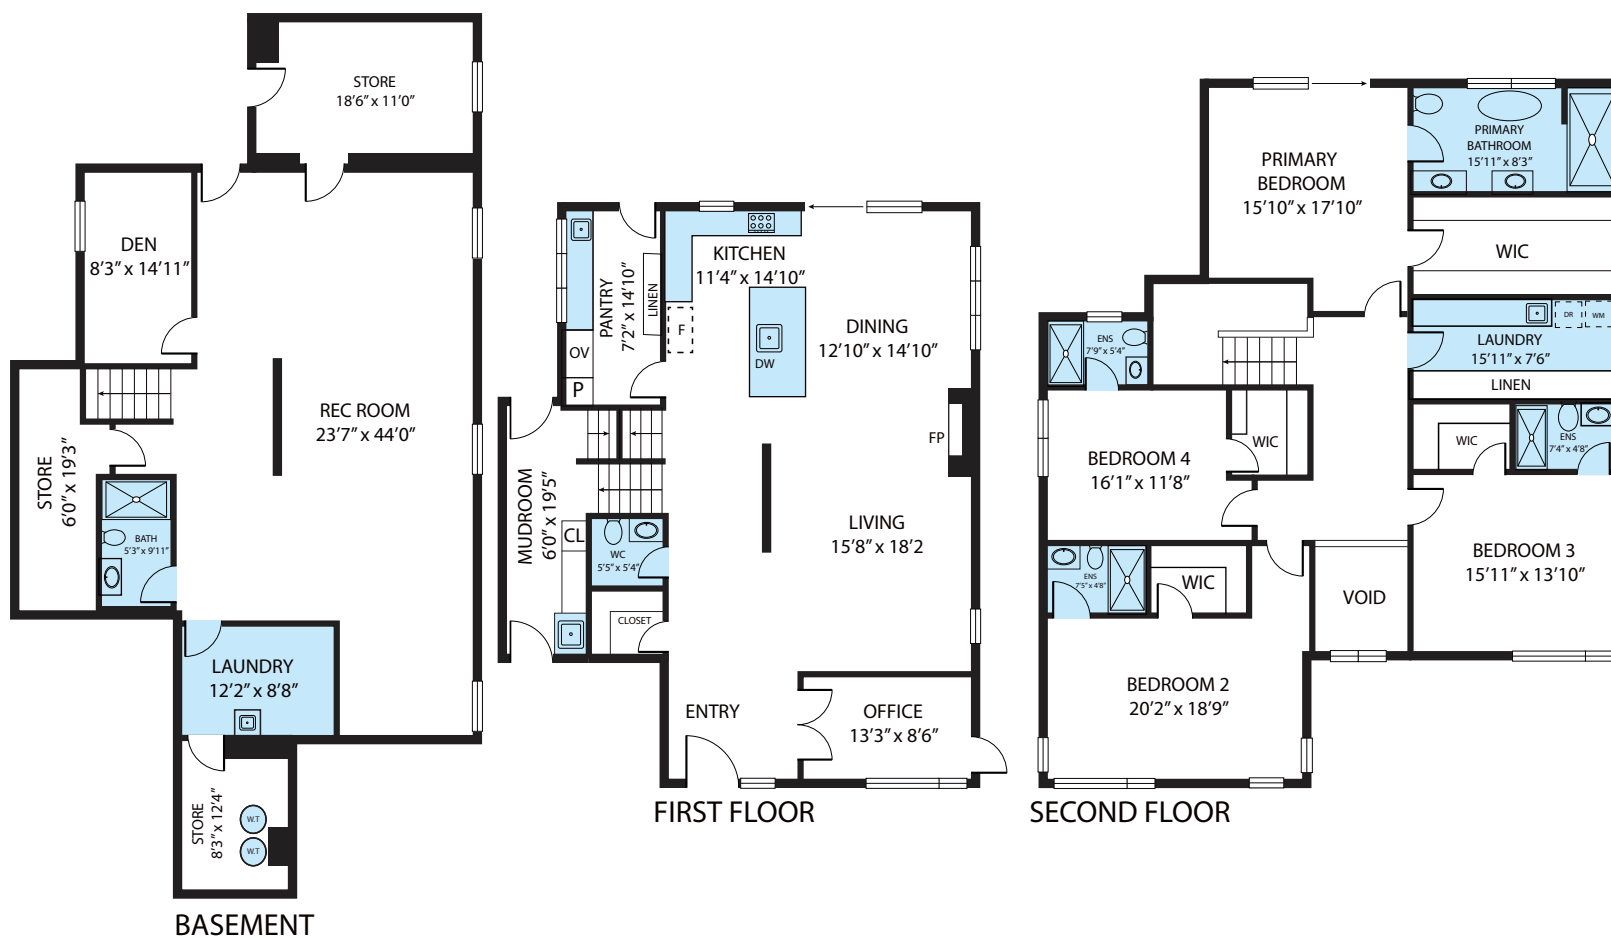 STORE
18'6" x 11'0"
DEN
8'3" x 14'11"
REC ROOM
23'7" x 44'0"
STORE
6'0" x 19'3"
BATH
5'3" x 9'11"
LAUNDRY
12'2" x 8'8"
STORE
8'3" x 12'4"
W.T
W.T
BASEMENT
PANTRY
7'2" x 14'10"
LINEN
KITCHEN
11'4" x 14'10"
F
OV
P
DW
DINING
12'10" x 14'10"
FP
MUDROOM
6'0" x 19'5"
CL
WC
5'5" x 5'4"
LIVING
15'8" x 18'2
CLOSET
ENTRY
OFFICE
13'3" x 8'6"
FIRST FLOOR
PRIMARY
BEDROOM
15'10" x 17'10"
PRIMARY
BATHROOM
15'11" x 8'3"
WIC
DR
WM
LAUNDRY
15'11" x 7'6"
LINEN
ENS
7'9" x 5'4"
BEDROOM 4
16'1" x 11'8"
WIC
WIC
ENS
7'4" x 4'8"
BEDROOM 3
15'11" x 13'10"
ENS
7'5" x 4'8"
WIC
VOID
BEDROOM 2
20'2" x 18'9"
SECOND FLOOR